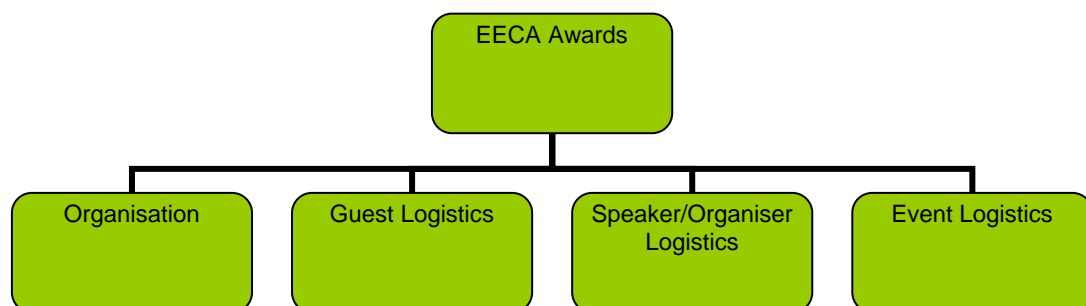 EECA Awards
Organisation
Guest Logistics
Speaker/Organiser
Logistics
Event Logistics